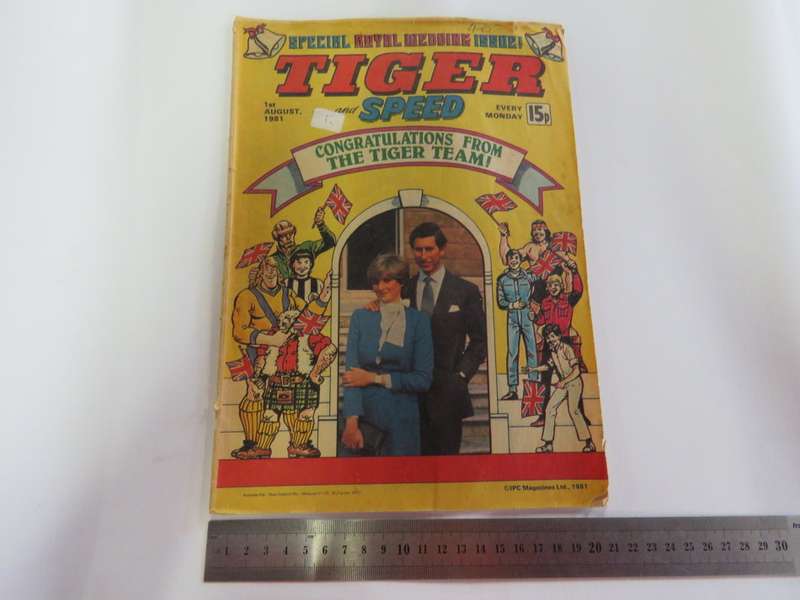 SPECIAL ROYAL WEDDING ISSUE!
TIGER
and SPEED
1st
AUGUST,
1981
EVERY
MONDAY
15p
CONGRATULATIONS FROM
THE TIGER TEAM!
©IPC Magazines Ltd., 1981
1 2 3 4 5 6 7 8 9 10 11 12 13 14 15 16 17 18 19 20 21 22 23 24 25 26 27 28 29 30